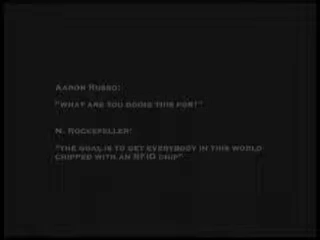 Aaron Russo:
"what are you doing this for?"
N. Rockefeller:
"the goal is to get everybody in this world
chipped with an RFID chip"